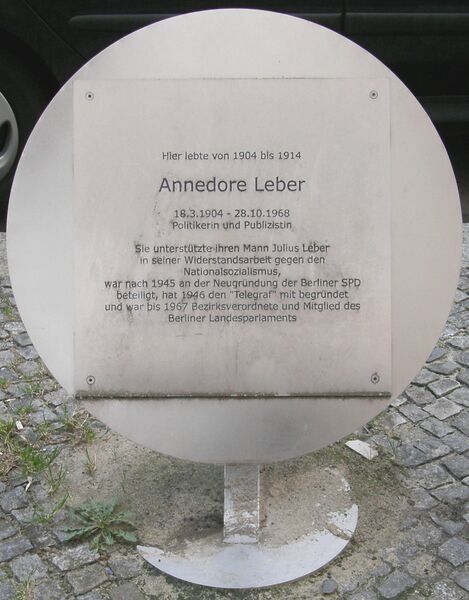 Hier lebte von 1904 bis 1914
Annedore Leber
18.3.1904 - 28.10.1968
Politikerin und Publizistin
Sie unterstützte ihren Mann Julius Leber
in seiner Widerstandsarbeit gegen den
Nationalsozialismus,
war nach 1945 an der Neugründung der Berliner SPD
beteiligt, hat 1946 den "Telegraf" mit begründet
und war bis 1967 Bezirksverordnete und Mitglied des
Berliner Landesparlaments